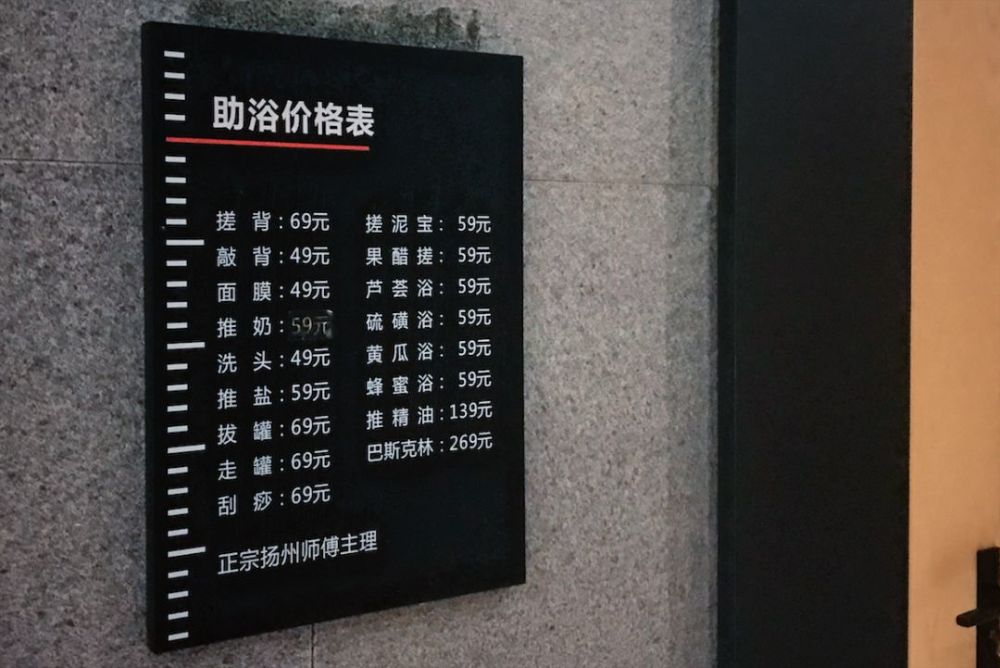 助浴价格表
搓 背：69元
敲 背：49元
面 膜：49元
推 奶：59元
洗 头：49元
推 盐：59元
拔 罐：69元
走 罐：69元
刮 痧：69元
搓 泥 宝：59元
果 醋 搓：59元
芦 荟 浴：59元
硫 磺 浴：59元
黄 瓜 浴：59元
蜂 蜜 浴：59元
推 精 油：139元
巴斯克林：269元
正宗扬州师傅主理